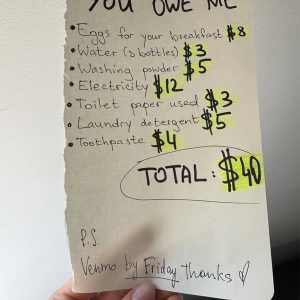 YOU OWE ME
• Eggs for your breakfast $8
• Water (3 bottles) $3
• Washing powder $5
• Electricity $12
• Toilet paper used $3
• Laundry detergent $5
• Toothpaste $4
TOTAL: $40
P.S.
Venmo by Friday thanks ♡